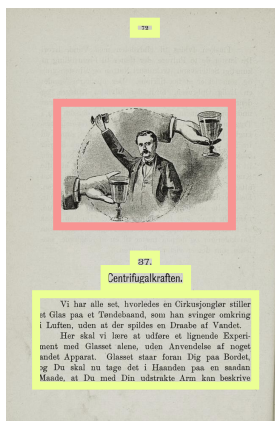 72
37.
Centrifugalkraften.
Vi har alle set, hvorledes en Cirkusjonglør stiller
et Glas paa et Tøndebaand, som han svinger omkring
i Luften, uden at der spildes en Draabe af Vandet.
Her skal vi lære at udføre et lignende Experi-
ment med Glasset alene, uden Anvendelse af noget
andet Apparat. Glasset staar foran Dig paa Bordet,
og Du skal nu tage det i Haanden paa en saadan
Maade, at Du med Din udstrakte Arm kan beskrive